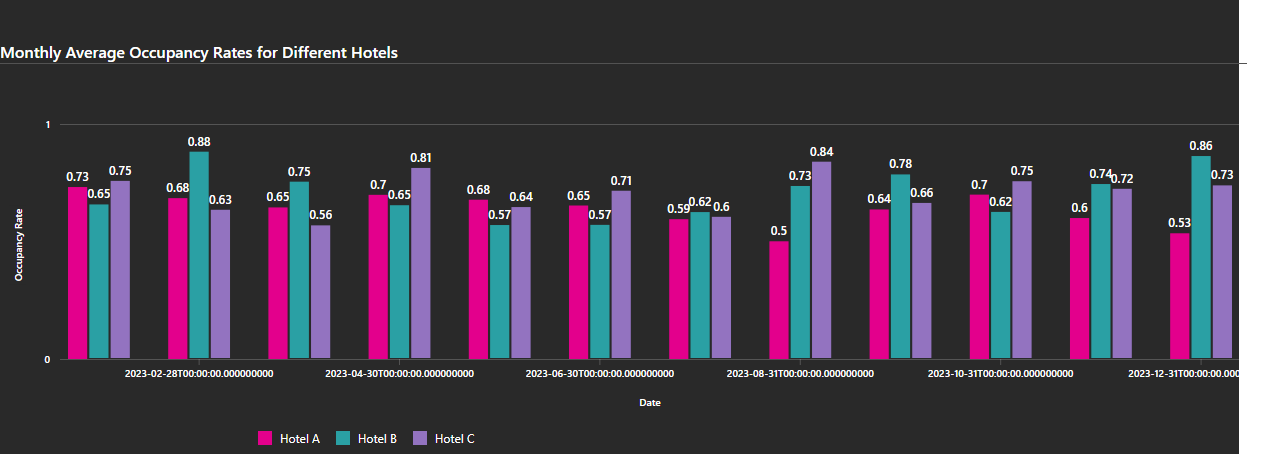 Monthly Average Occupancy Rates for Different Hotels
1
0.73 0.65 0.75 0.68 0.88 0.63 0.65 0.75 0.56 0.7 0.65 0.81 0.68 0.57 0.64 0.65 0.57 0.71 0.59 0.62 0.6 0.5 0.73 0.84 0.64 0.78 0.66 0.7 0.62 0.75 0.6 0.74 0.72 0.53 0.86 0.73
Occupancy Rate
0
2023-02-28T00:00:00.000000000 2023-04-30T00:00:00.000000000 2023-06-30T00:00:00.000000000 2023-08-31T00:00:00.000000000 2023-10-31T00:00:00.000000000 2023-12-31T00:00:00.000
Date
Hotel A Hotel B Hotel C